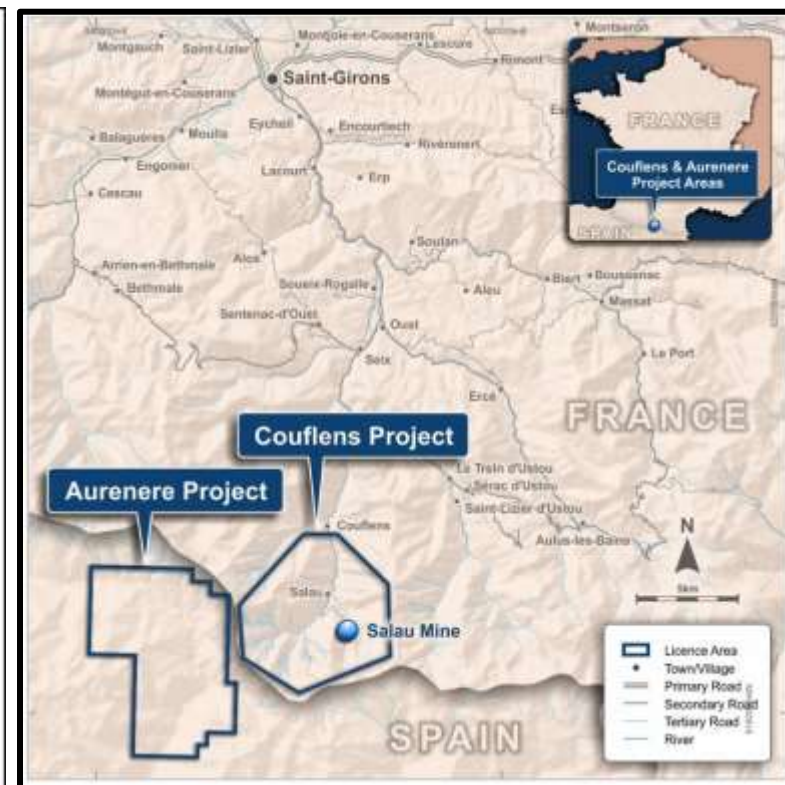 Montseron
Montgauch
Saint-Lizier
Montjoie-en-Couserans
Lescure
Rimont
Saint-Girons
Montégut-en-Couserans
Eycheil
Encourtiech
Rivèrenert
Balaguères
Moulis
Engomer
Lacourt
Erp
Cescau
FRANCE
Couflens & Aurenere
Project Areas
SPAIN
Soulan
Alos
Arrien-en-Bethmale
Bethmale
Soueix-Rogalle
Aleu
Biert
Boussenac
Massat
Sentenac-d'Oust
Oust
Seix
Le Port
Ercé
FRANCE
Couflens Project
Aurenere Project
Le Trein d'Ustou
Sérac d'Ustou
Saint-Lizier d'Ustou
Couflens
Aulus-les-Bains
N
5km
Salau
Salau Mine
SPAIN
Licence Area
Town/Village
Primary Road
Secondary Road
Tertiary Road
River